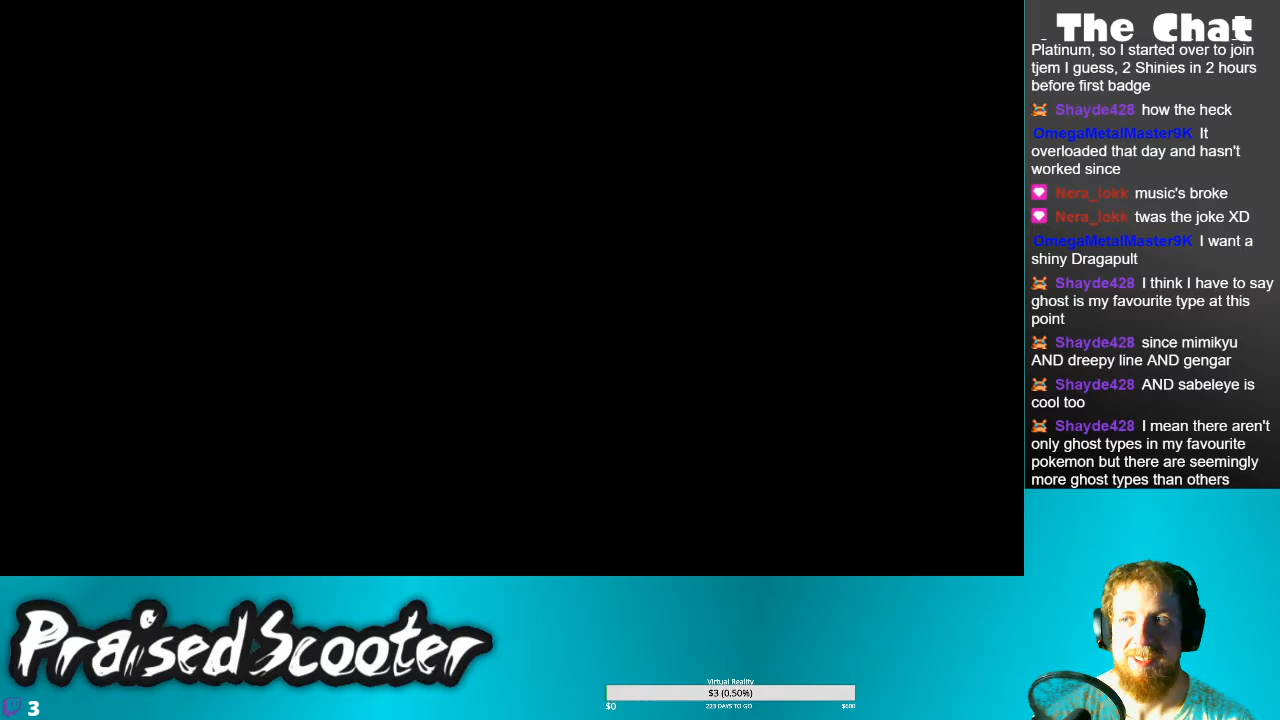 The Chat
Platinum, so I started over to join
tjem I guess, 2 Shinies in 2 hours
before first badge
Shayde428 how the heck
OmegaMetalMaster9K It
overloaded that day and hasn't
worked since
Nera_lokk music's broke
Nera_lokk twas the joke XD
OmegaMetalMaster9K I want a
shiny Dragapult
Shayde428 I think I have to say
ghost is my favourite type at this
point
Shayde428 since mimikyu
AND dreepy line AND gengar
Shayde428 AND sabeleye is
cool too
Shayde428 I mean there aren't
only ghost types in my favourite
pokemon but there are seemingly
more ghost types than others
PraisedScooter
3
Virtual Reality
$3 (0.50%)
$0 223 DAYS TO GO $600